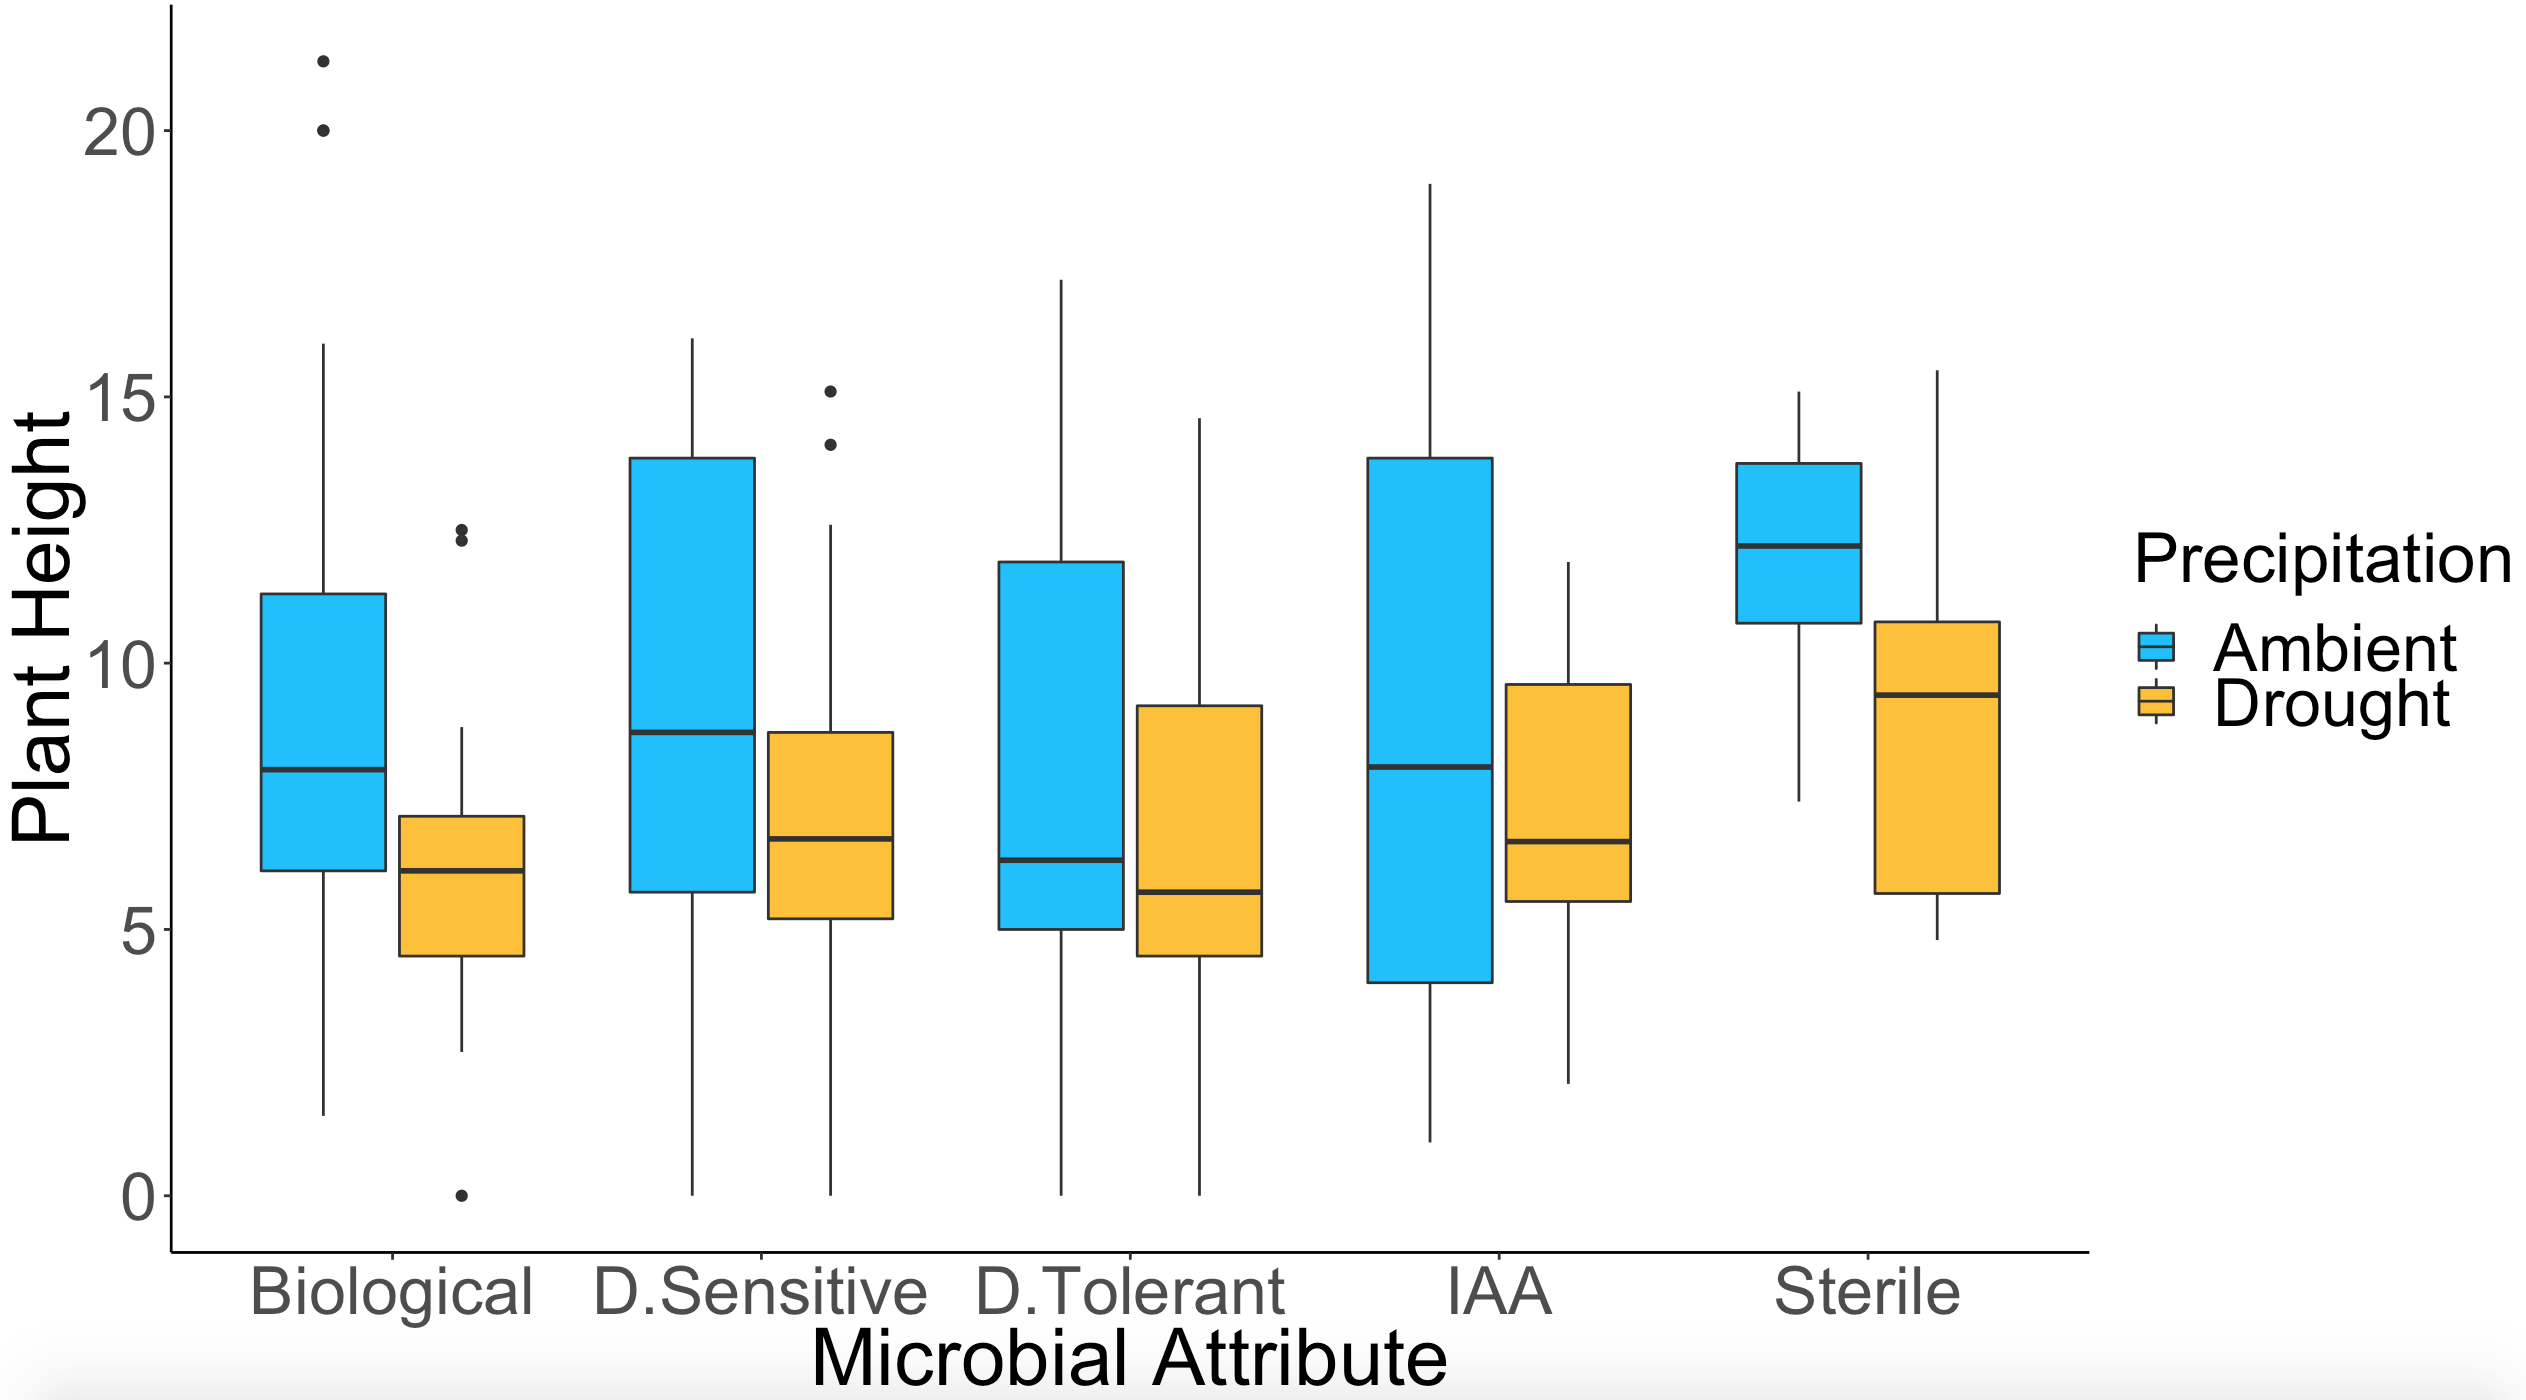 Plant Height
20
15
10
5
0
Biological D.Sensitive D.Tolerant IAA Sterile
Microbial Attribute
Precipitation
Ambient
Drought